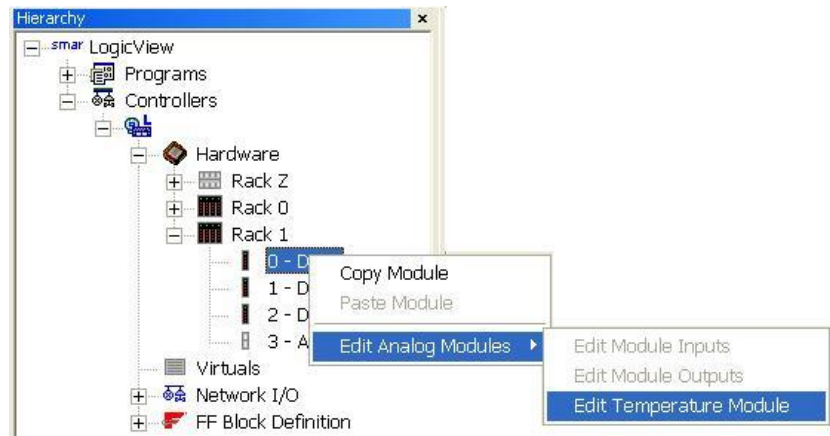 Hierarchy
smar LogicView
Programs
Controllers
Hardware
Rack Z
Rack 0
Rack 1
0 - D
1 - D
2 - D
3 - A
Copy Module
Paste Module
Edit Analog Modules
Edit Module Inputs
Edit Module Outputs
Edit Temperature Module
Virtuals
Network I/O
FF Block Definition